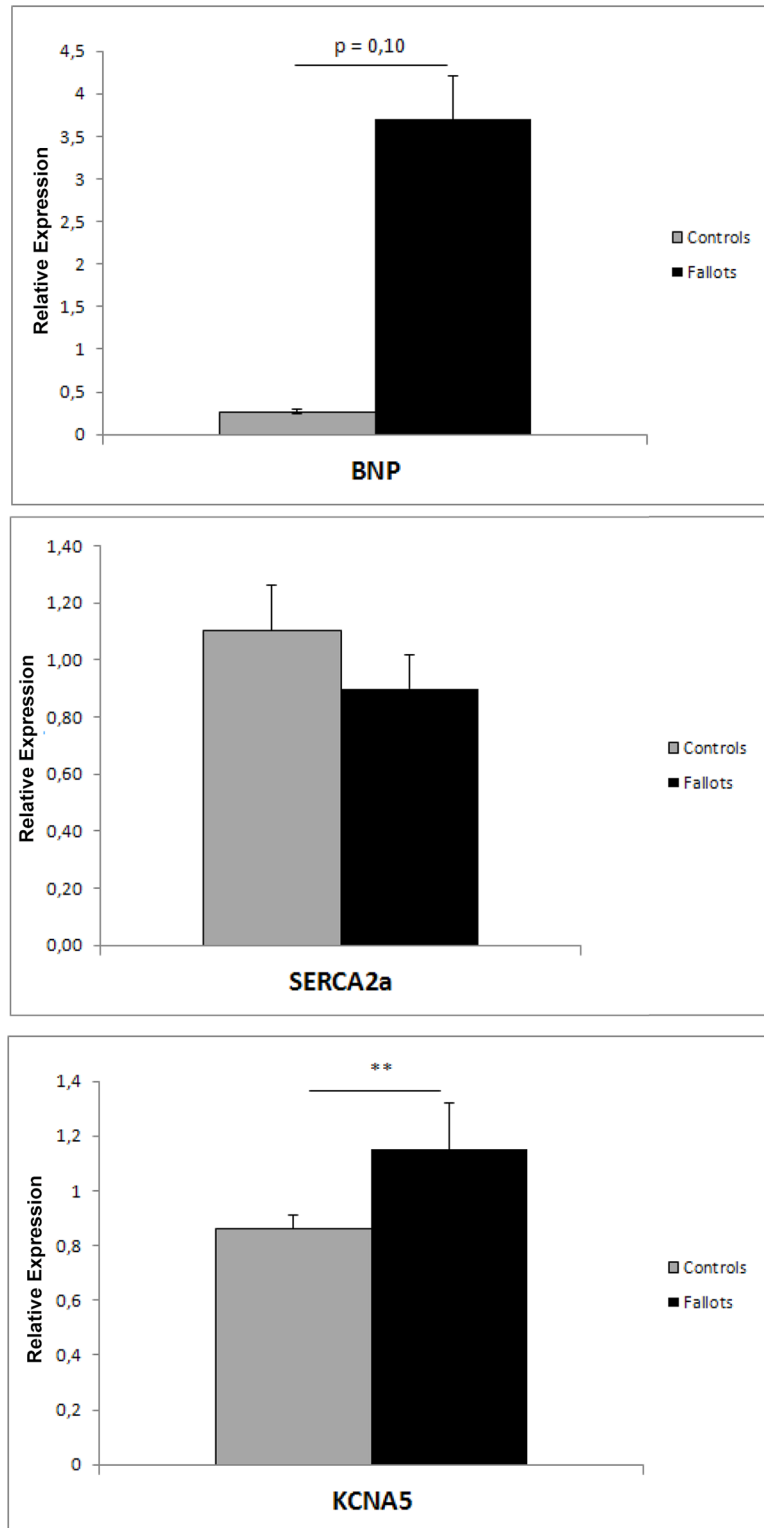 p = 0,10
4,5
4
3,5
3
2,5
2
1,5
1
0,5
0
Relative Expression
Controls
Fallots
BNP
1,40
1,20
1,00
0,80
0,60
0,40
0,20
0,00
Relative Expression
Controls
Fallots
SERCA2a
**
1,4
1,2
1
0,8
0,6
0,4
0,2
0
Relative Expression
Controls
Fallots
KCNA5